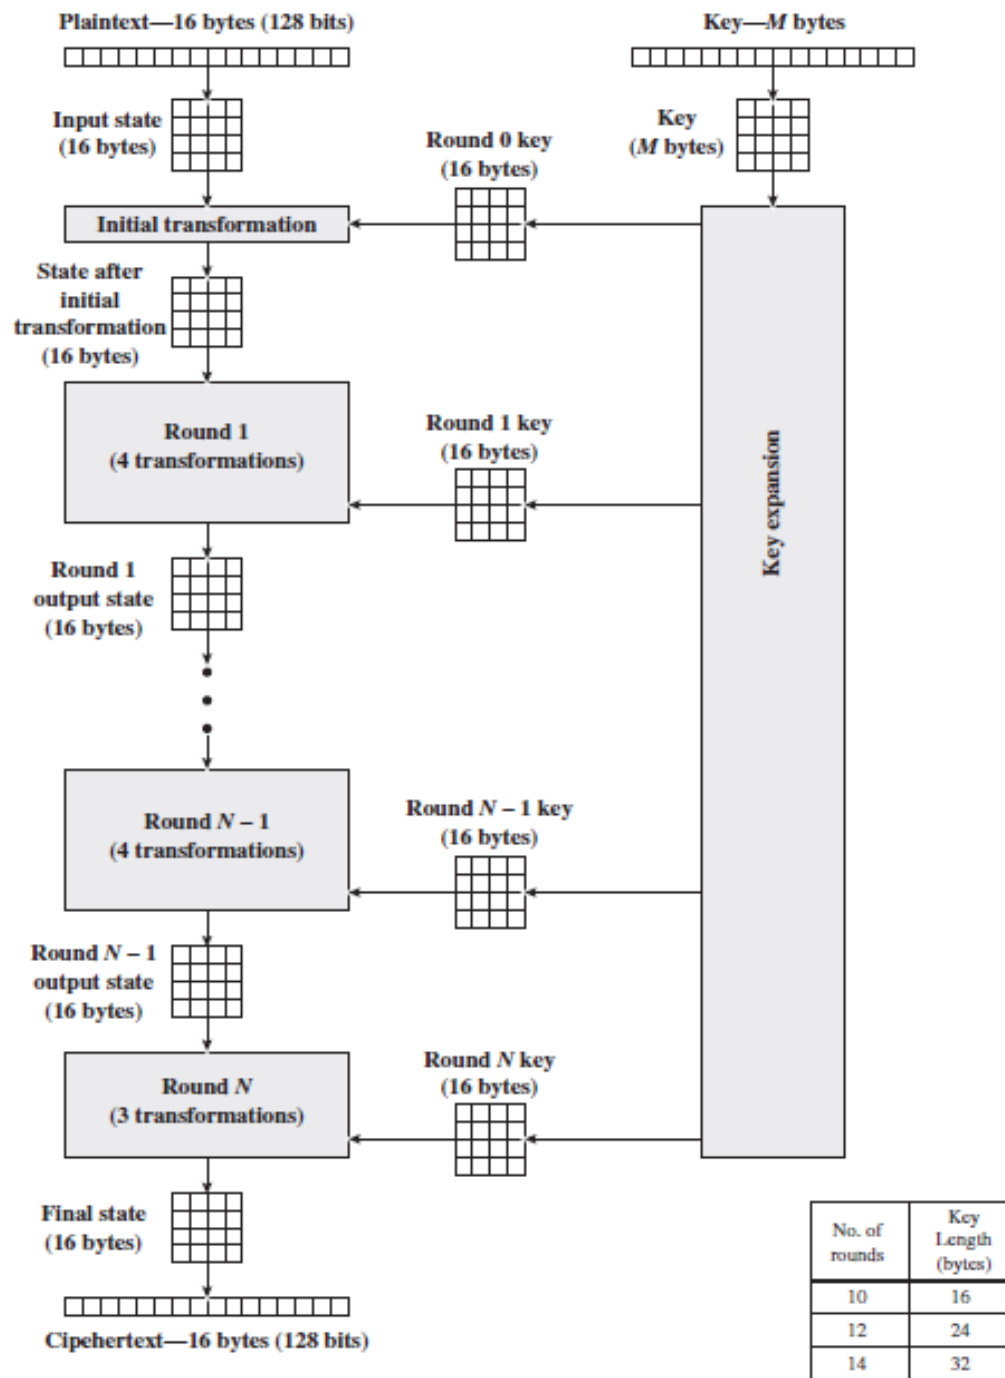 Plaintext—16 bytes (128 bits)
Key—M bytes
Input state
(16 bytes)
Key
(M bytes)
Round 0 key
(16 bytes)
Initial transformation
State after
initial
transformation
(16 bytes)
Round 1
(4 transformations)
Round 1 key
(16 bytes)
Key expansion
Round 1
output state
(16 bytes)
Round N – 1
(4 transformations)
Round N – 1 key
(16 bytes)
Round N – 1
output state
(16 bytes)
Round N
(3 transformations)
Round N key
(16 bytes)
Final state
(16 bytes)
Cipehertext—16 bytes (128 bits)
No. of
rounds
Key
Length
(bytes)
10 16
12 24
14 32